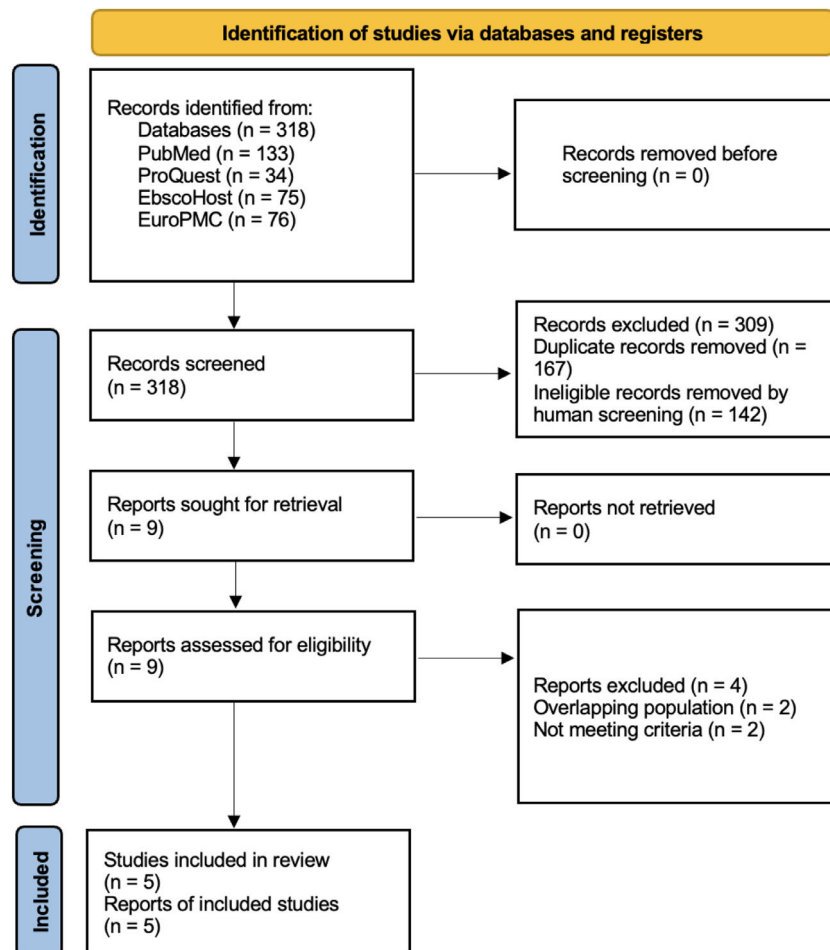 Identification of studies via databases and registers
Identification
Records identified from:
Databases (n = 318)
PubMed (n = 133)
ProQuest (n = 34)
EbscoHost (n = 75)
EuroPMC (n = 76)
Records removed before
screening (n = 0)
Screening
Records screened
(n = 318)
Records excluded (n = 309)
Duplicate records removed (n =
167)
Ineligible records removed by
human screening (n = 142)
Reports sought for retrieval
(n = 9)
Reports not retrieved
(n = 0)
Reports assessed for eligibility
(n = 9)
Reports excluded (n = 4)
Overlapping population (n = 2)
Not meeting criteria (n = 2)
Included
Studies included in review
(n = 5)
Reports of included studies
(n = 5)